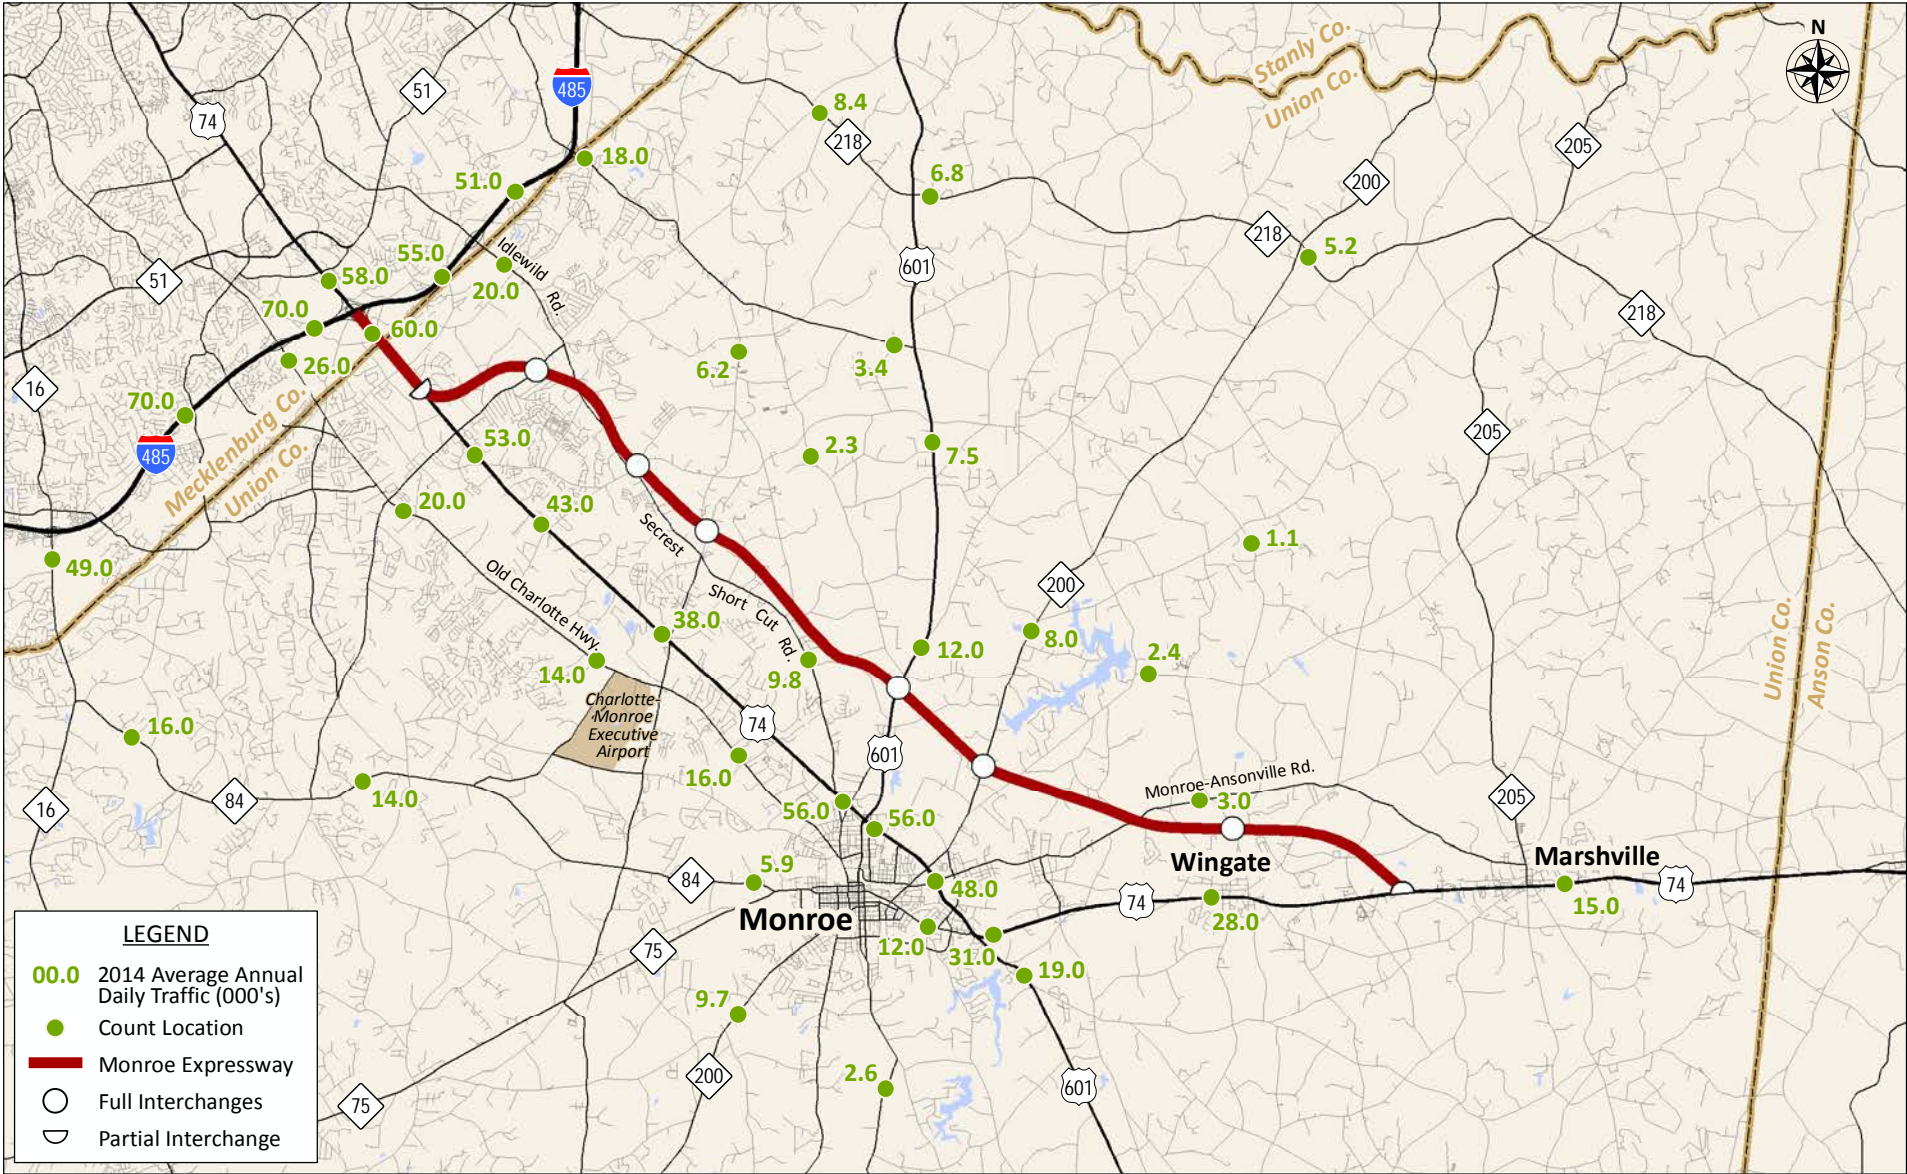 N
Stanly Co.
Union Co.
51
485
74
8.4
218
205
18.0
200
51.0
6.8
218
5.2
55.0
Idlewild Rd.
601
51
58.0
20.0
218
70.0
60.0
26.0
6.2
3.4
16
70.0
Mecklenburg Co.
Union Co.
485
53.0
2.3
7.5
205
20.0
43.0
Secrest Short Cut Rd.
1.1
49.0
Old Charlotte Hwy.
200
38.0
8.0
12.0
2.4
14.0
9.8
Union Co.
Anson Co.
Charlotte-
Monroe
Executive
Airport
16.0
74
601
16.0
Monroe-Ansonville Rd.
14.0
84
16
56.0
56.0
3.0
205
Wingate
Marshville
5.9
84
48.0
74
74
Monroe
28.0
15.0
12.0
31.0
75
19.0
9.7
200
2.6
601
75
LEGEND
00.0 2014 Average Annual
Daily Traffic (000's)
Count Location
Monroe Expressway
Full Interchanges
Partial Interchange